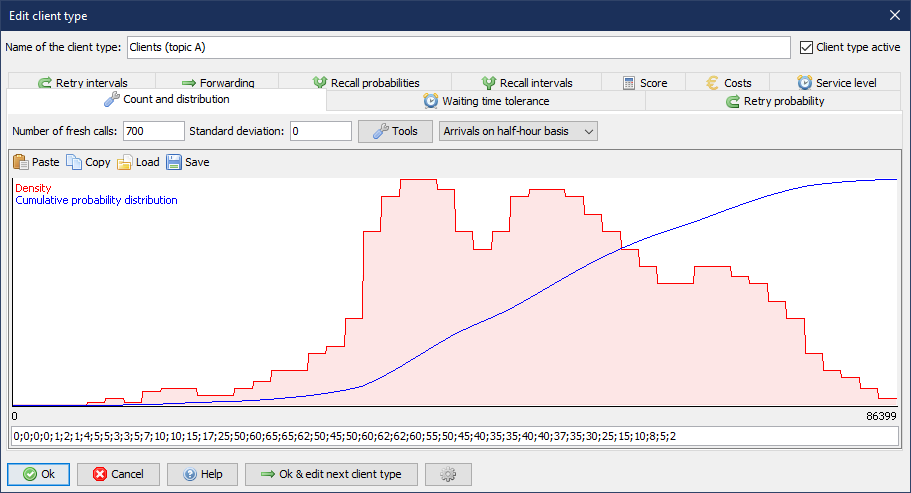 Edit client type
Name of the client type: Clients (topic A) Client type active
Retry intervals Forwarding Recall probabilities Recall intervals Score Costs Service level
Count and distribution Waiting time tolerance Retry probability
Number of fresh calls: 700 Standard deviation: 0 Tools Arrivals on half-hour basis
Paste Copy Load Save
Density
Cumulative probability distribution
0 86399
0;0;0;0;1;2;1;4;5;5;3;3;5;7;10;10;15;17;25;50;60;65;65;62;50;45;50;60;62;62;60;55;50;45;40;35;35;40;40;37;35;30;25;15;10;8;5;2
Ok Cancel Help Ok & edit next client type